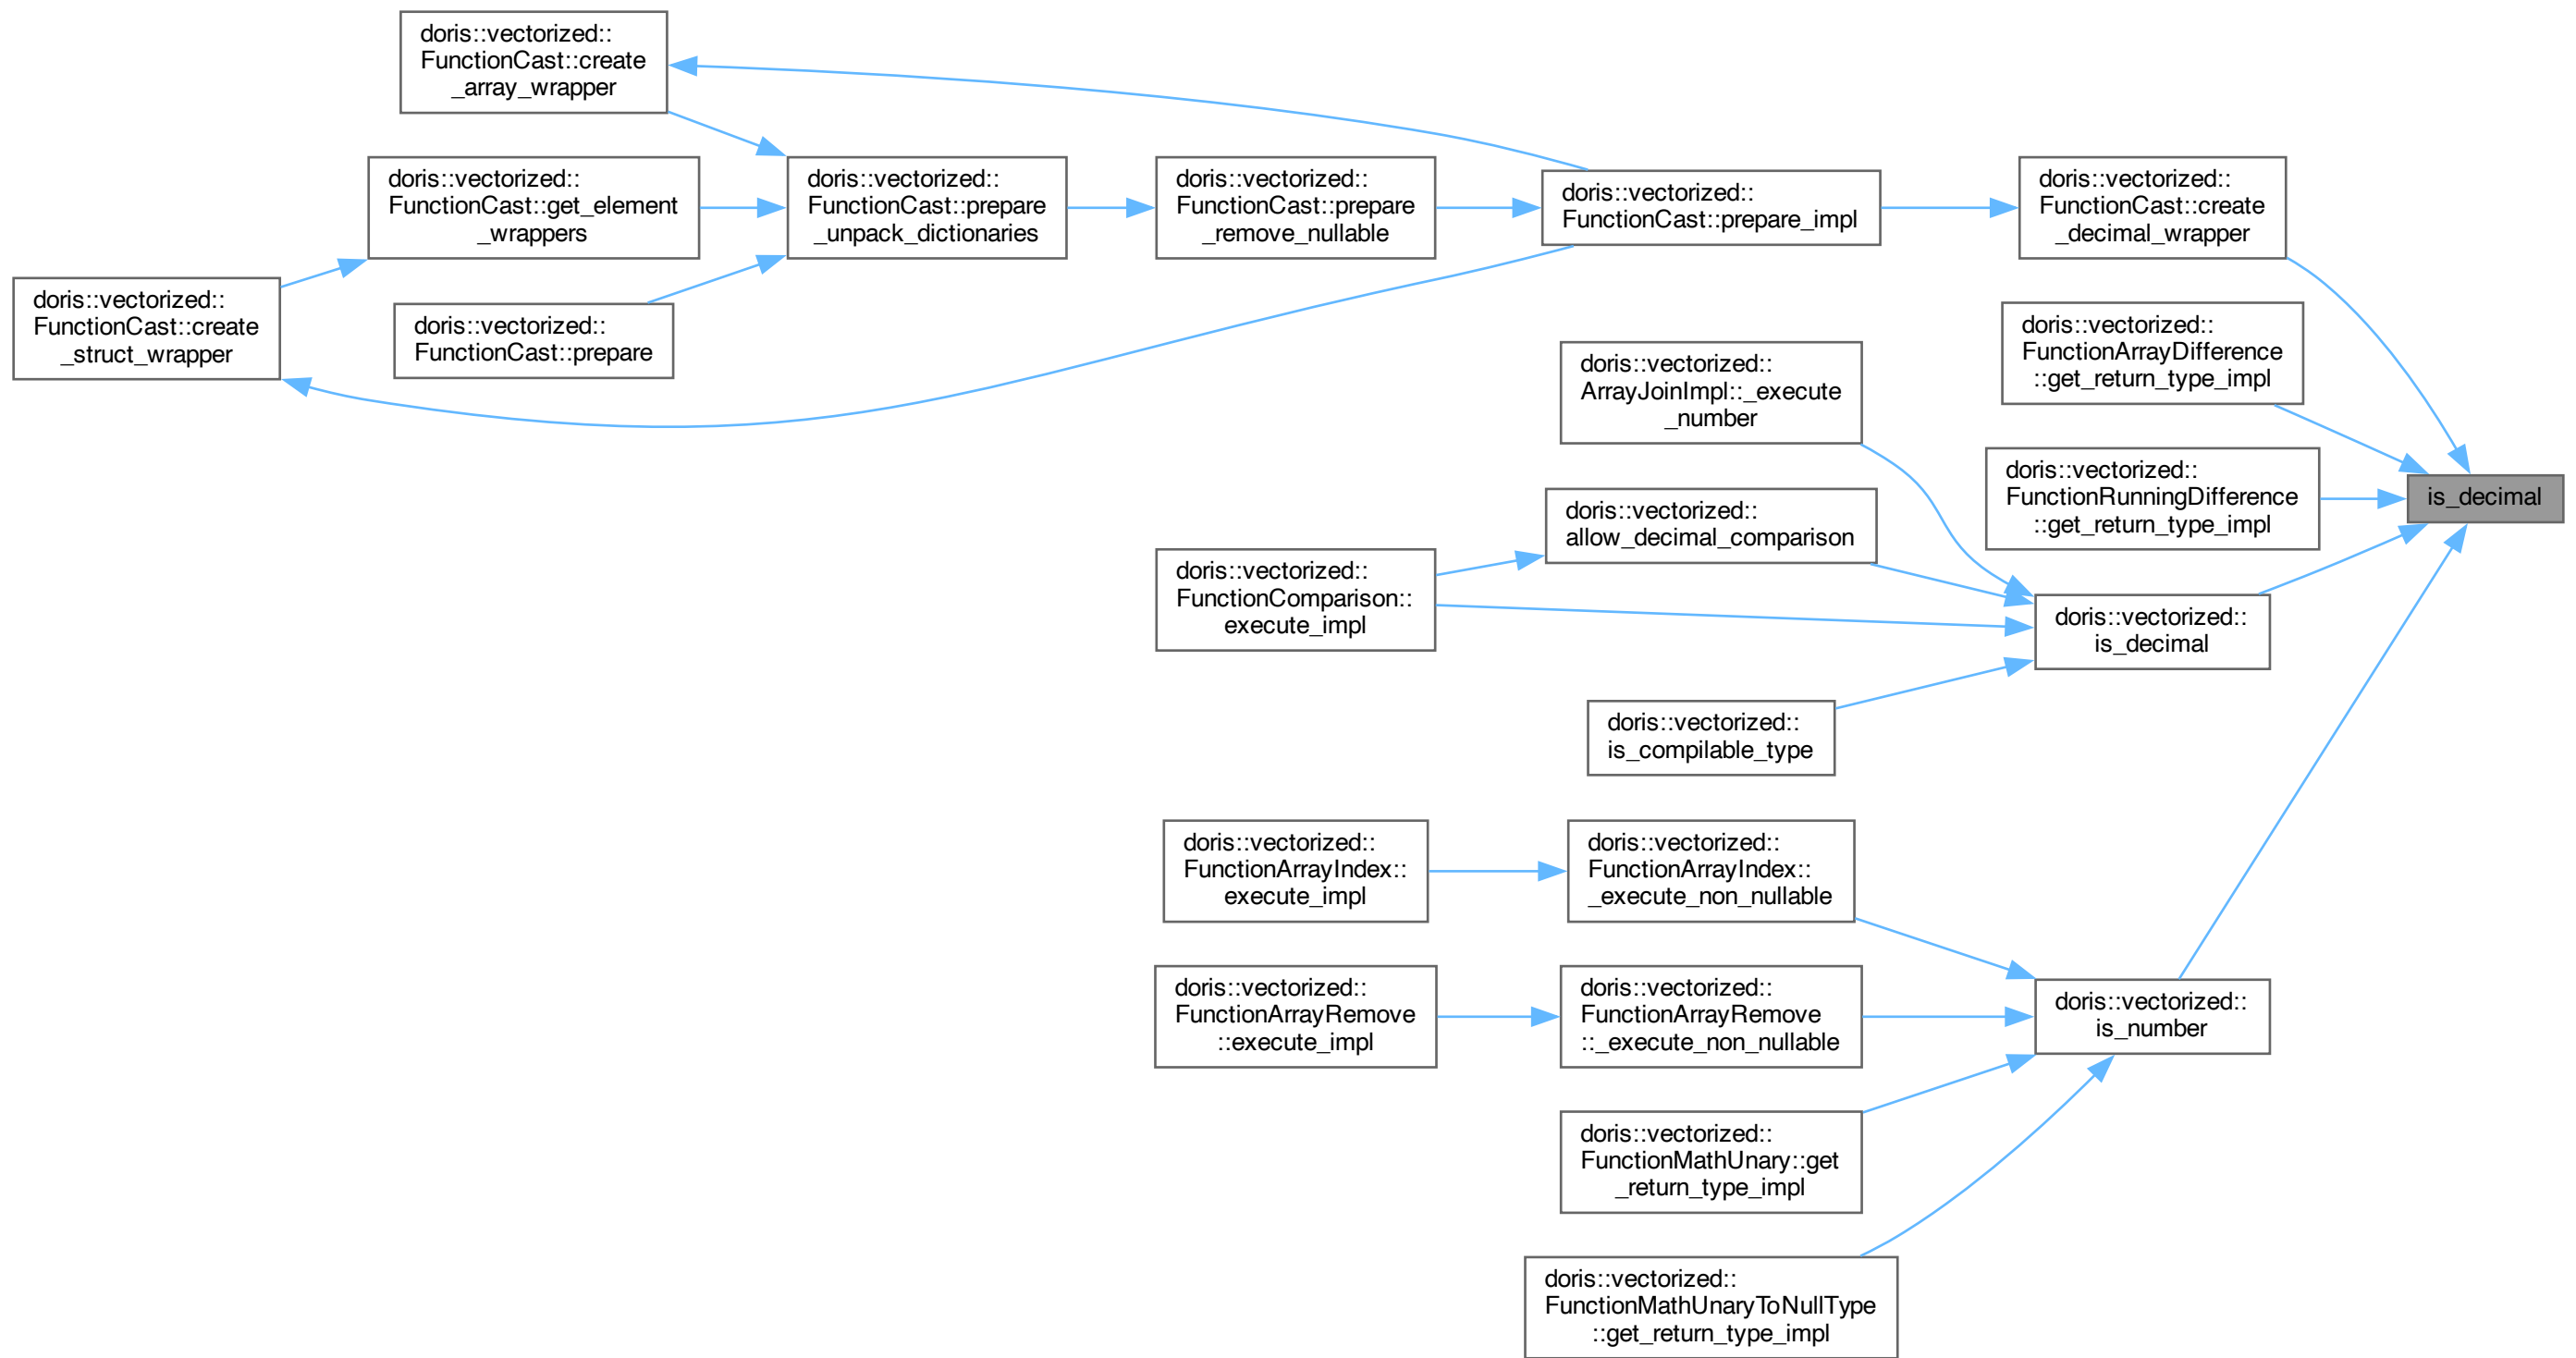 doris::vectorized::
FunctionCast::create
_array_wrapper
doris::vectorized::
FunctionCast::get_element
_wrappers
doris::vectorized::
FunctionCast::prepare
_unpack_dictionaries
doris::vectorized::
FunctionCast::prepare
_remove_nullable
doris::vectorized::
FunctionCast::prepare_impl
doris::vectorized::
FunctionCast::create
_decimal_wrapper
doris::vectorized::
FunctionCast::create
_struct_wrapper
doris::vectorized::
FunctionCast::prepare
doris::vectorized::
FunctionArrayDifference
::get_return_type_impl
doris::vectorized::
ArrayJoinImpl::_execute
_number
doris::vectorized::
FunctionRunningDifference
::get_return_type_impl
is_decimal
doris::vectorized::
allow_decimal_comparison
doris::vectorized::
FunctionComparison::
execute_impl
doris::vectorized::
is_decimal
doris::vectorized::
is_compilable_type
doris::vectorized::
FunctionArrayIndex::
execute_impl
doris::vectorized::
FunctionArrayIndex::
_execute_non_nullable
doris::vectorized::
FunctionArrayRemove
::execute_impl
doris::vectorized::
FunctionArrayRemove
::_execute_non_nullable
doris::vectorized::
is_number
doris::vectorized::
FunctionMathUnary::get
_return_type_impl
doris::vectorized::
FunctionMathUnaryToNullType
::get_return_type_impl